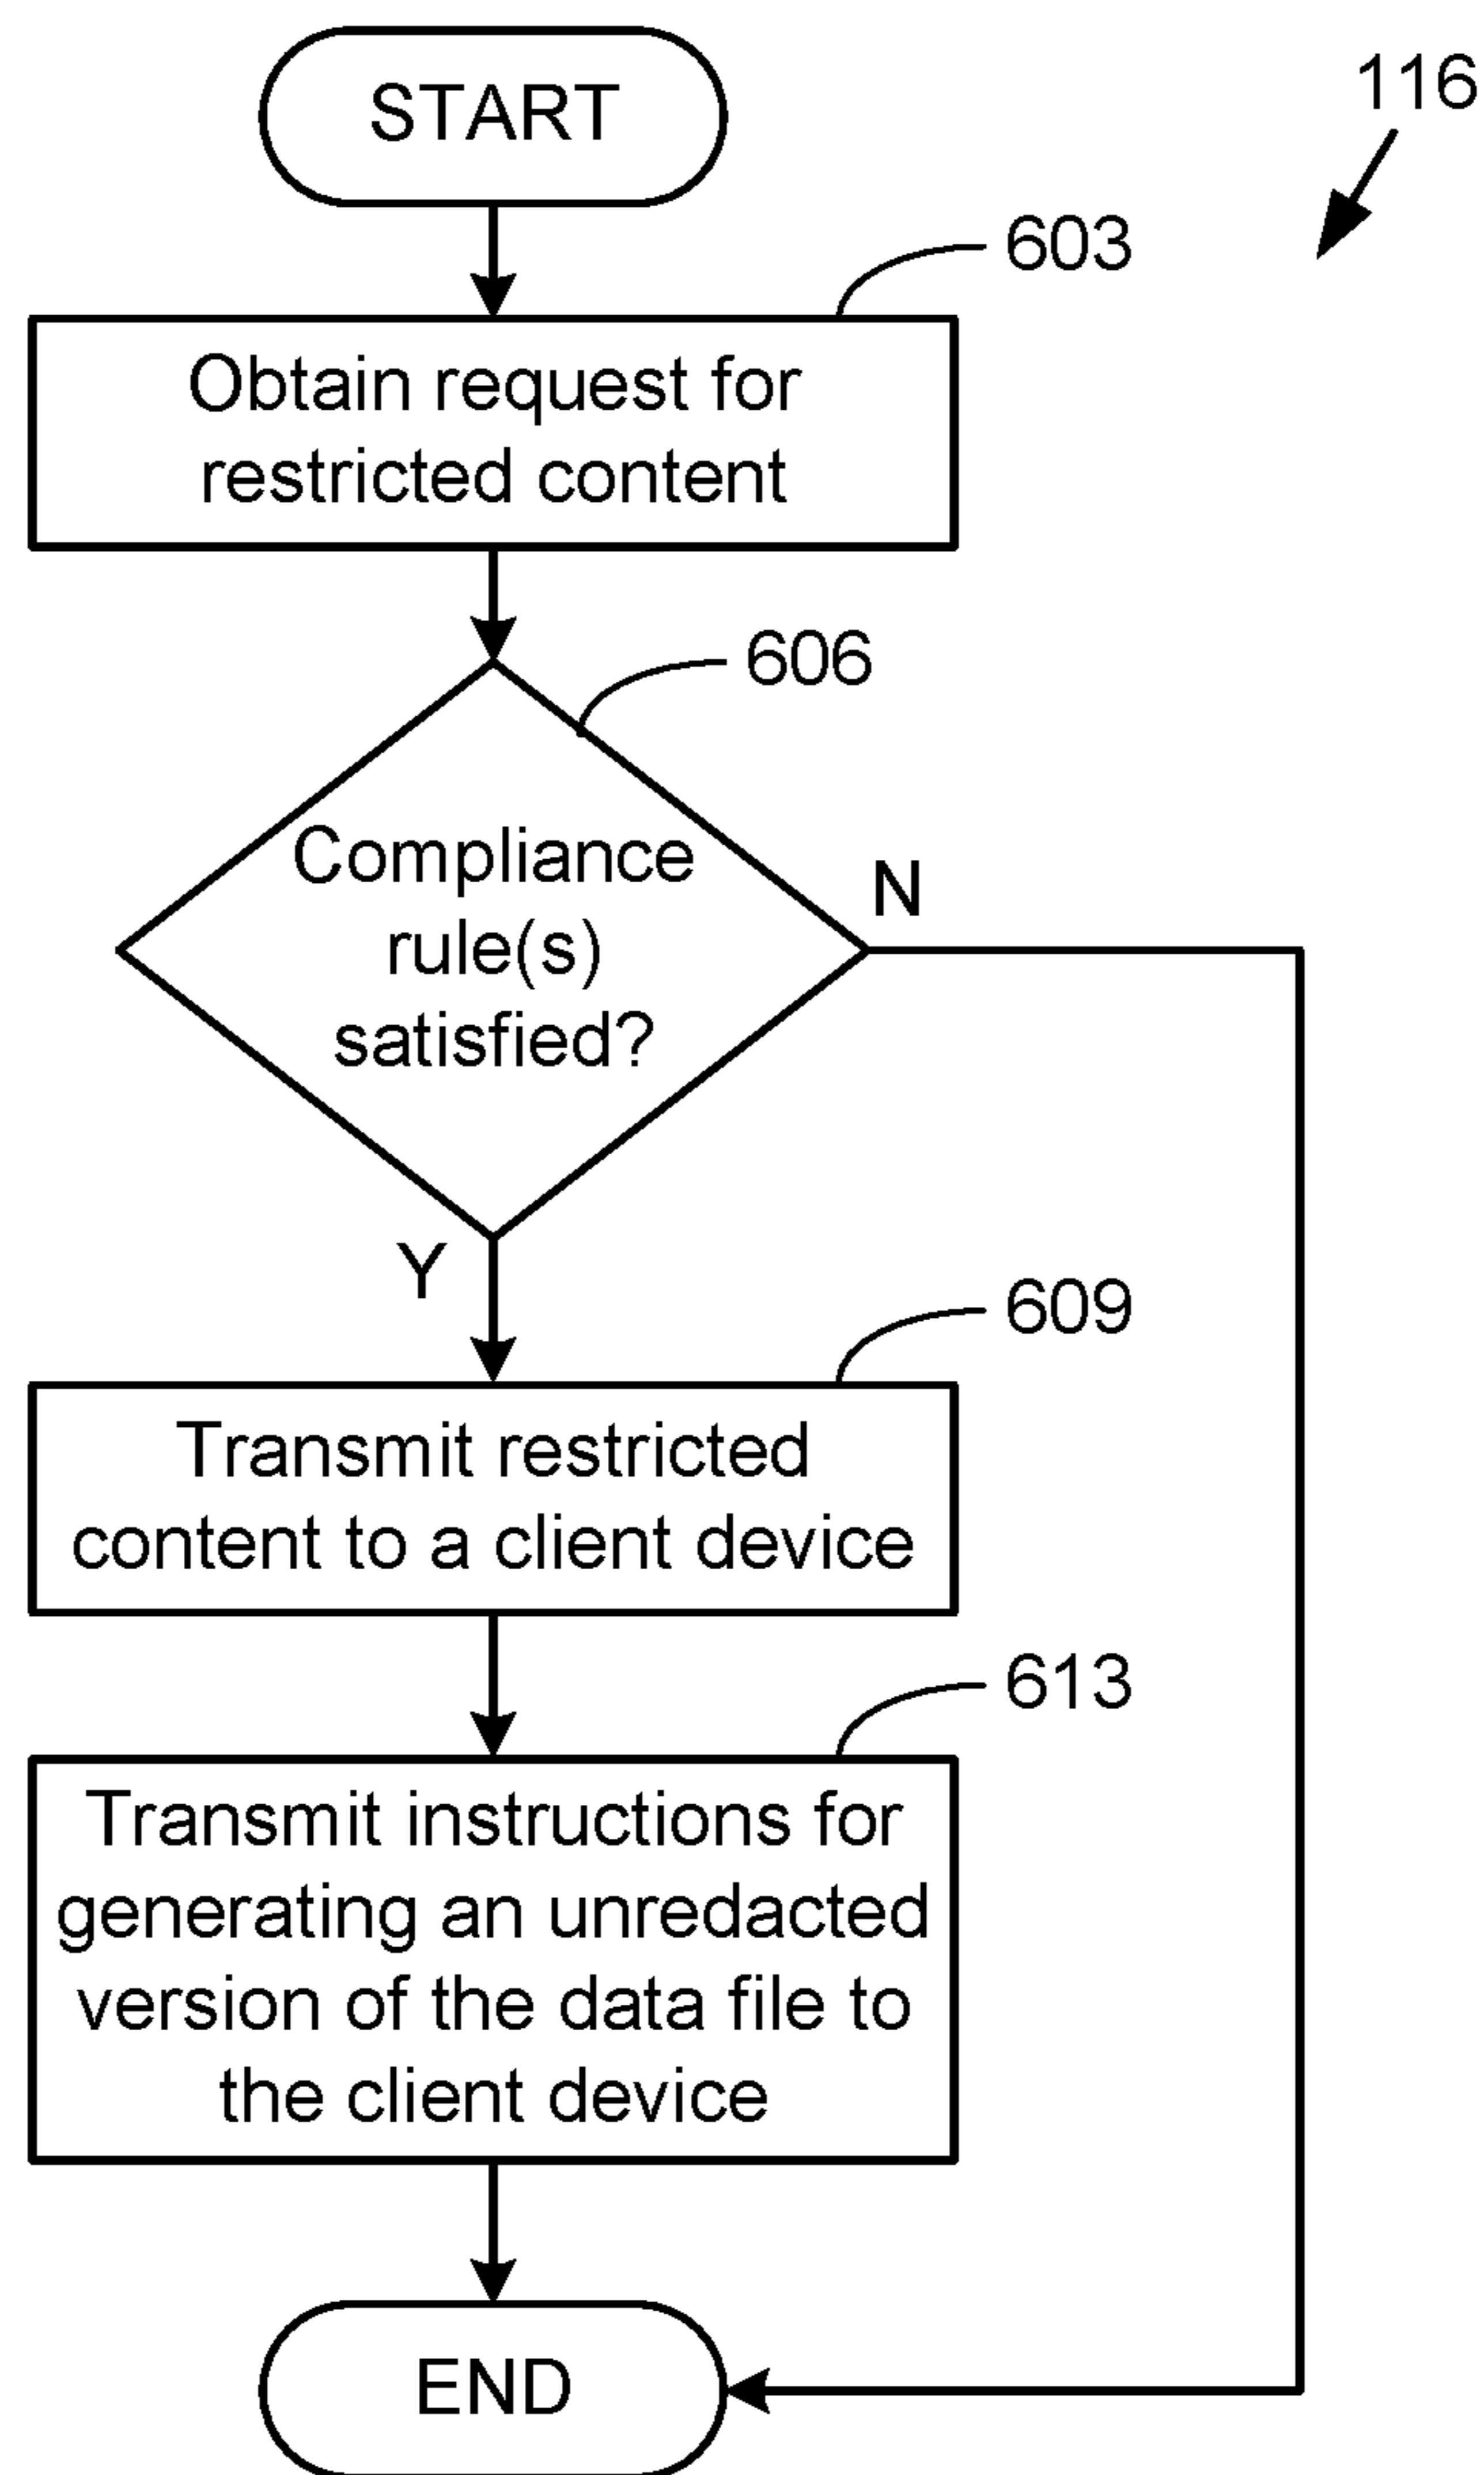 START
116
603
Obtain request for
restricted content
606
Compliance
rule(s)
satisfied?
N
Y
609
Transmit restricted
content to a client device
613
Transmit instructions for
generating an unredacted
version of the data file to
the client device
END